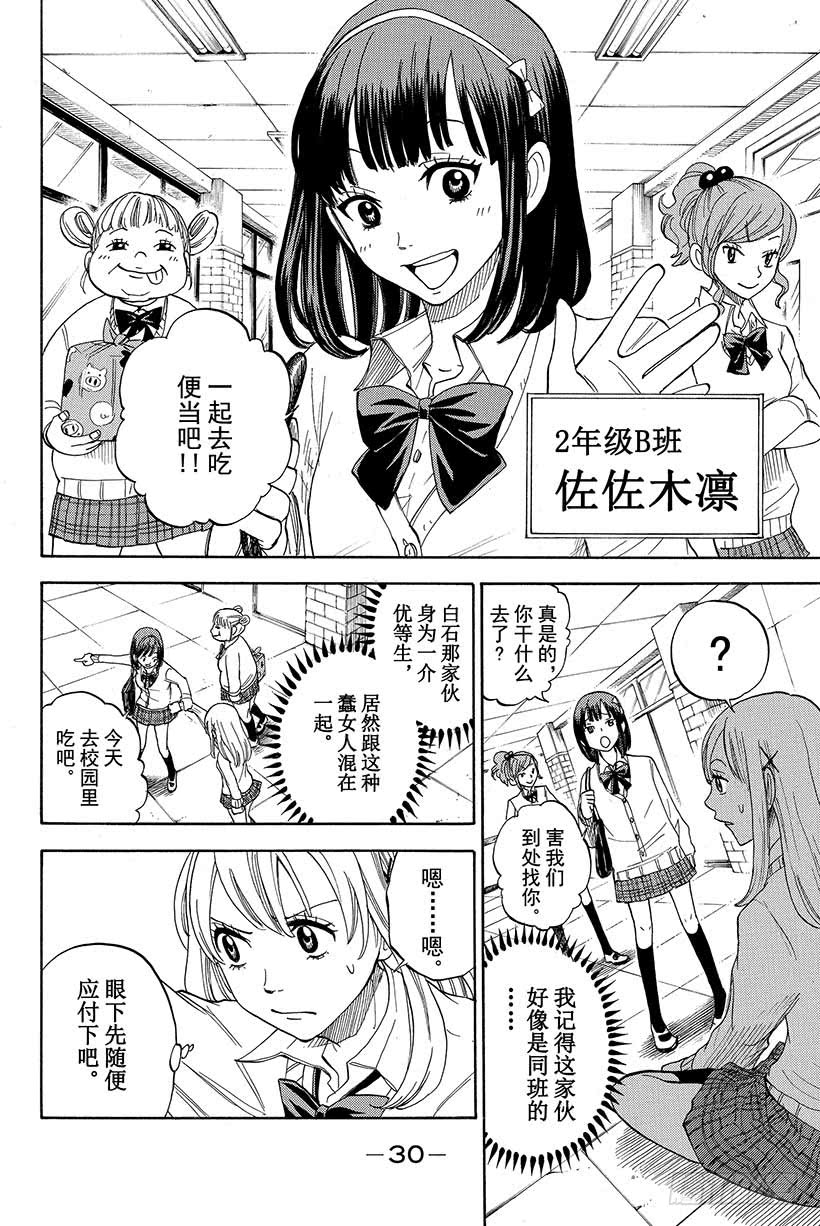 一起去吃
便当吧!!
2年级B班
佐佐木凛
?
真是的，
你干什么
去了?
害我们
到处找你。
我记得这家伙
好像是同班的
……
白石那家伙
身为一介
优等生，
居然跟这种
蠢女人混在
一起。
今天
去校园里
吃吧。
嗯……嗯。
眼下先随便
应付下吧。
－30－